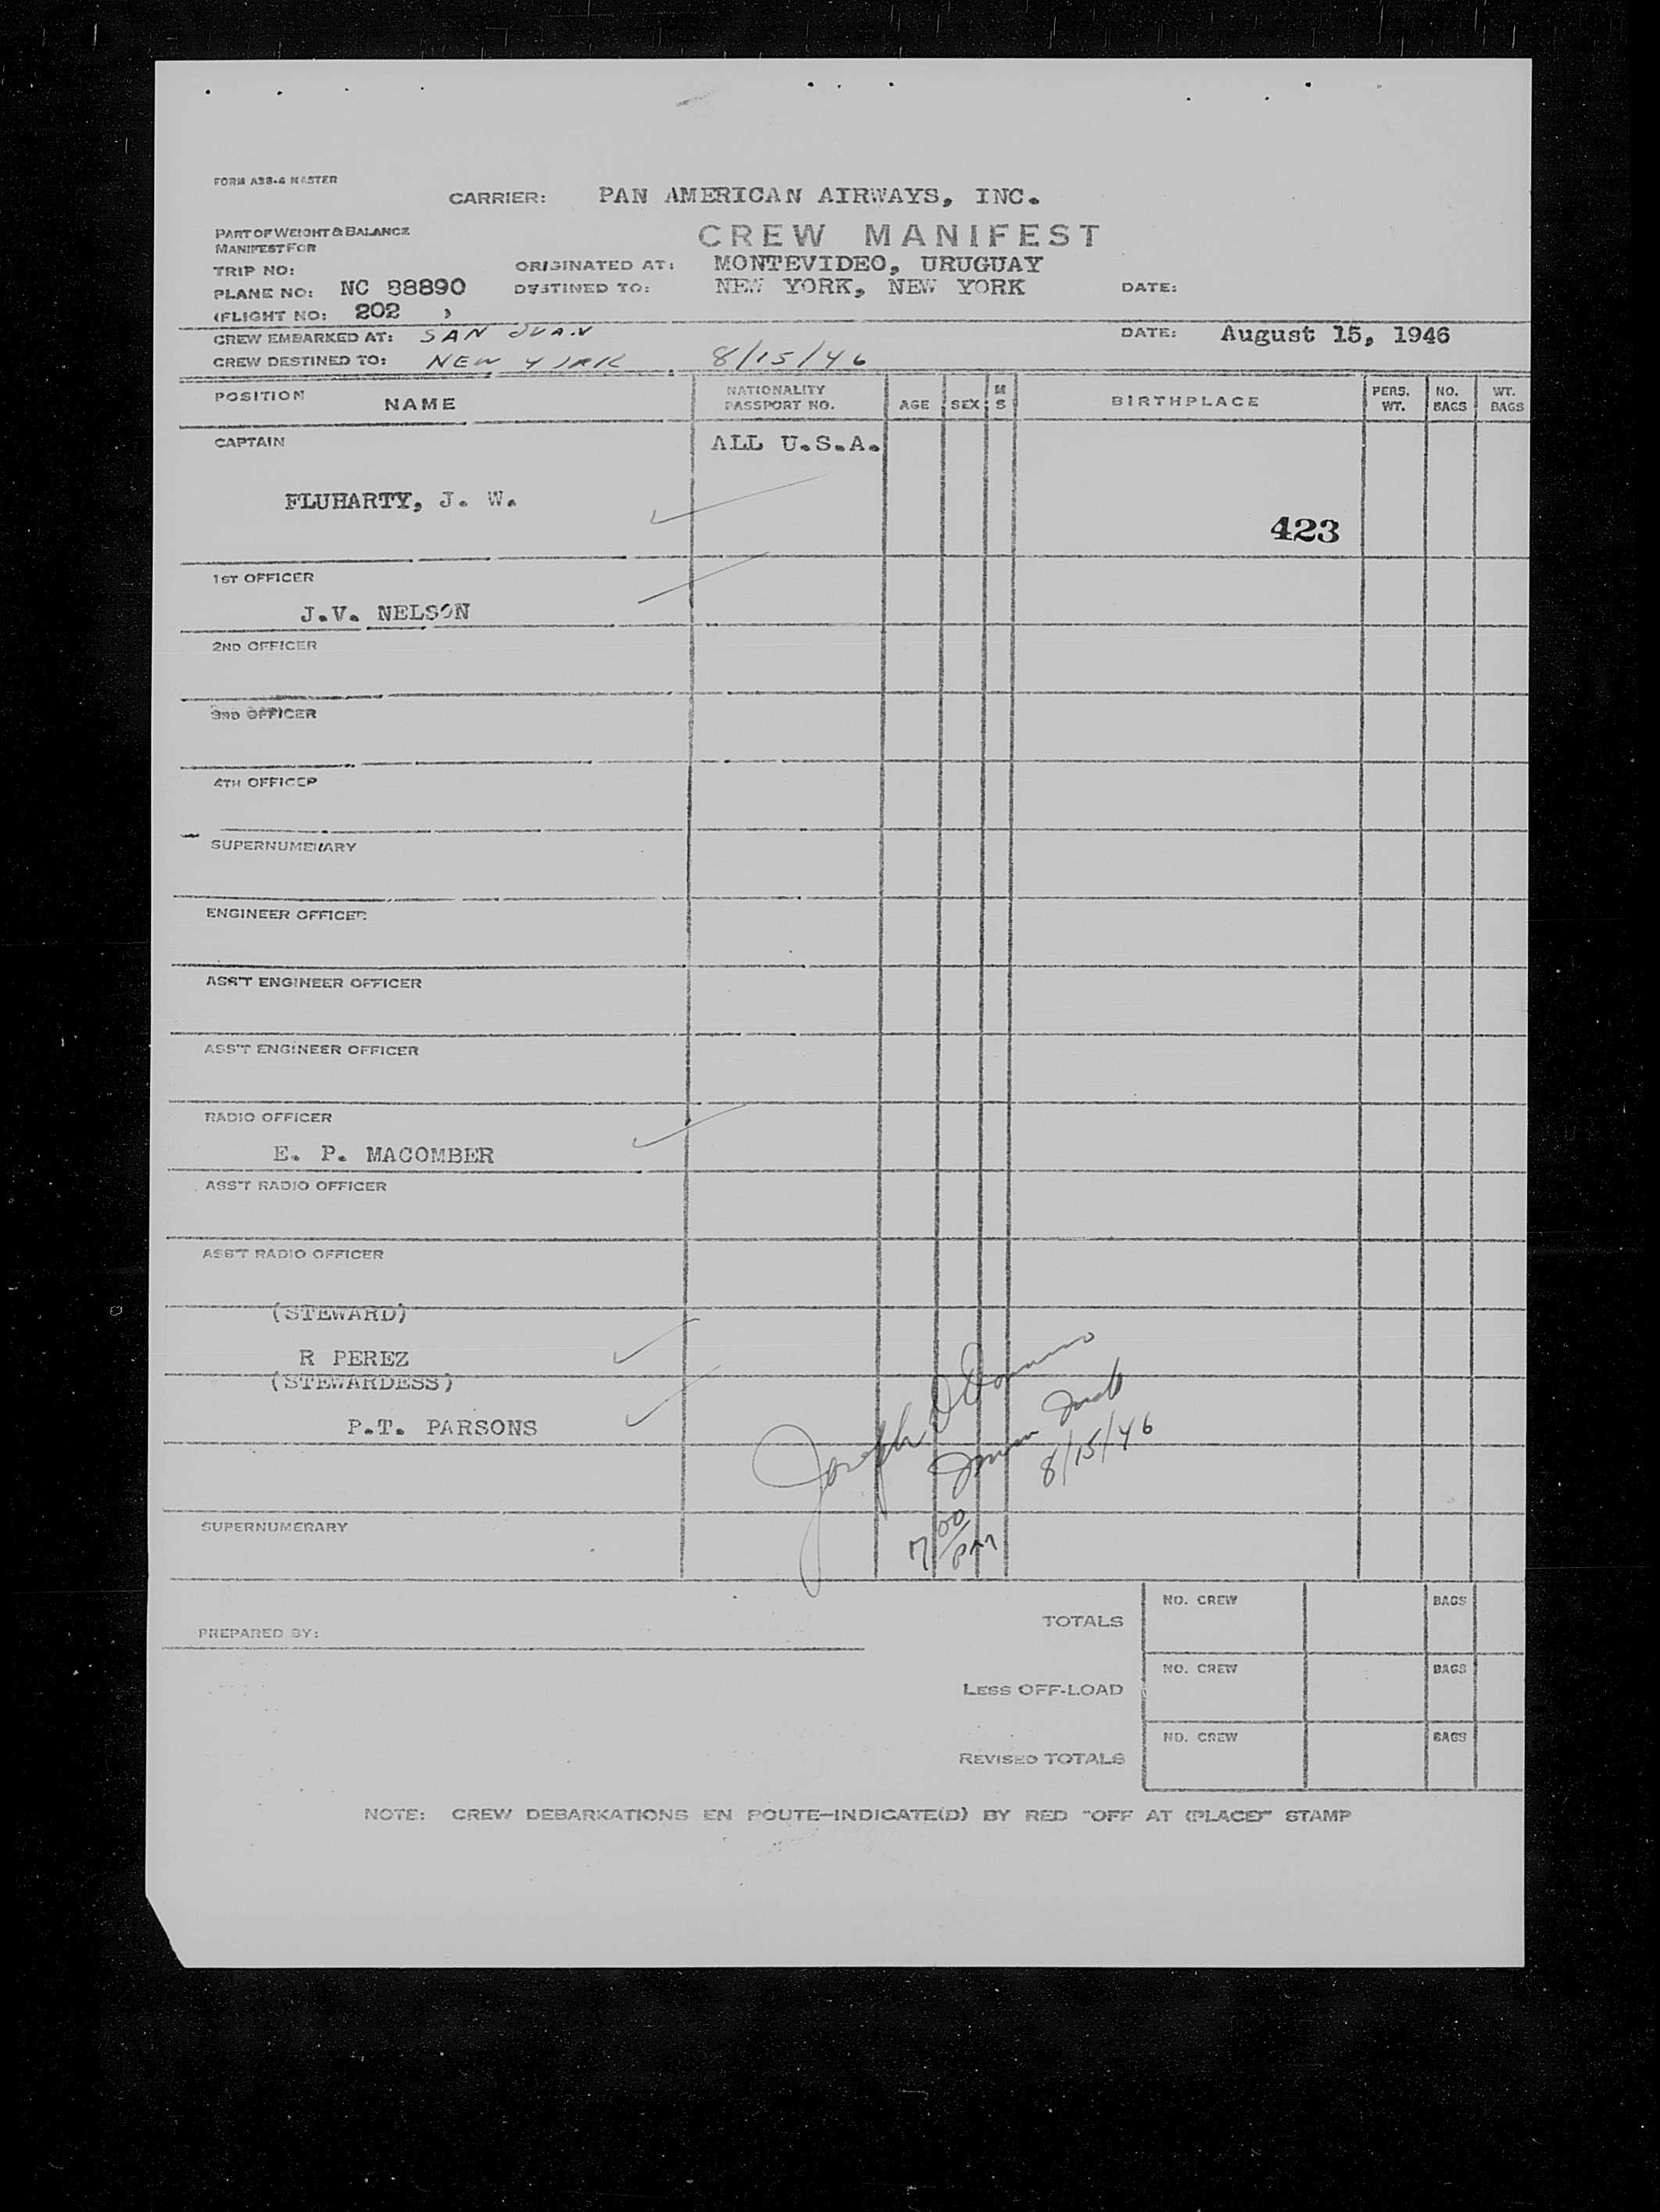 FORM ASB-4 MASTER
CARRIER: PAN AMERICAN AIRWAYS, INC.
PART OF WEIGHT & BALANCE
MANIFEST FOR
CREW MANIFEST
TRIP NO:
ORIGINATED AT: MONTEVIDEO, URUGUAY
PLANE NO: NC 88890
DESTINED TO: NEW YORK, NEW YORK
DATE:
(FLIGHT NO: 202 )
CREW EMBARKED AT: SAN JUAN
DATE: August 15, 1946
CREW DESTINED TO: NEW YORK 8/15/46
POSITION NAME NATIONALITY PASSPORT NO. AGE SEX M S BIRTHPLACE PERS. WT. NO. BAGS WT. BAGS
CAPTAIN ALL U.S.A.
FLUHARTY, J. W.
423
1ST OFFICER
J.V. NELSON
2ND OFFICER
3RD OFFICER
4TH OFFICER
SUPERNUMERARY
ENGINEER OFFICER
ASS'T ENGINEER OFFICER
ASS'T ENGINEER OFFICER
RADIO OFFICER
E. P. MACOMBER
ASS'T RADIO OFFICER
ASS'T RADIO OFFICER
(STEWARD)
R PEREZ
(STEWARDESS)
P.T. PARSONS
Joseph
8/15/46
7 00 PM
SUPERNUMERARY
PREPARED BY:
TOTALS NO. CREW BAGS
LESS OFF-LOAD NO. CREW BAGS
REVISED TOTALS NO. CREW BAGS
NOTE: CREW DEBARKATIONS EN ROUTE—INDICATE(D) BY RED "OFF AT (PLACE)" STAMP